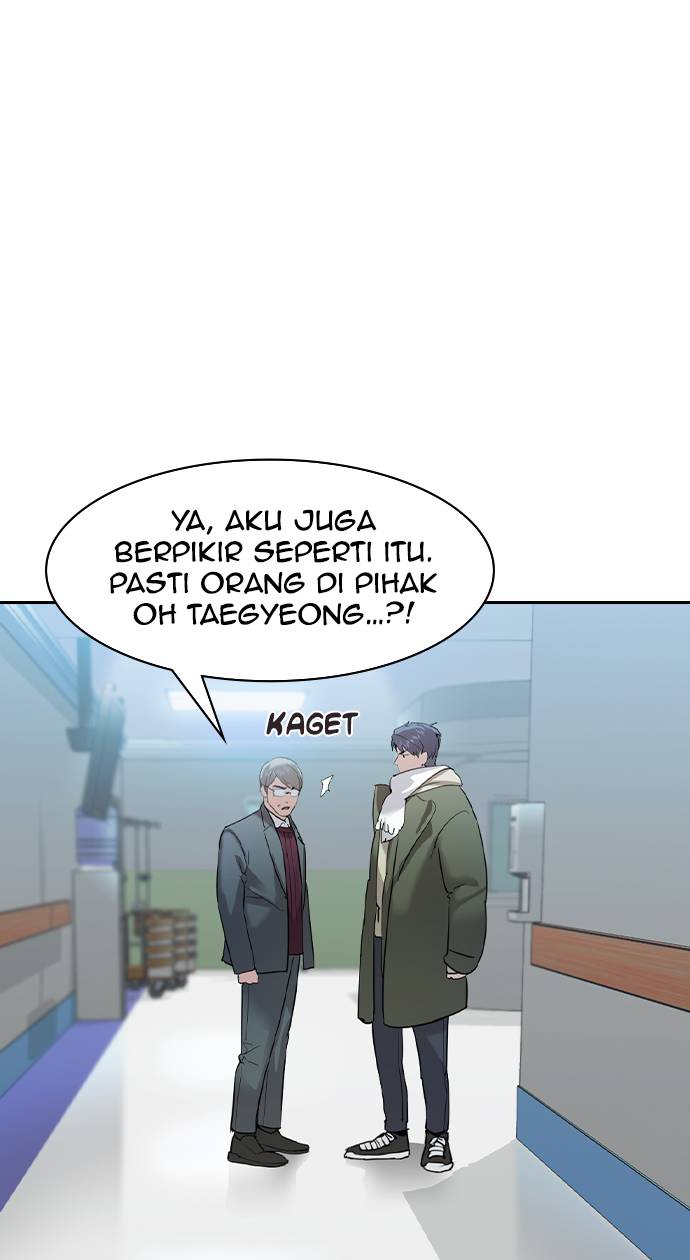 YA, AKU JUGA
BERPIKIR SEPERTI ITU.
PASTI ORANG DI PIHAK
OH TAEGYEONG...?!
KAGET